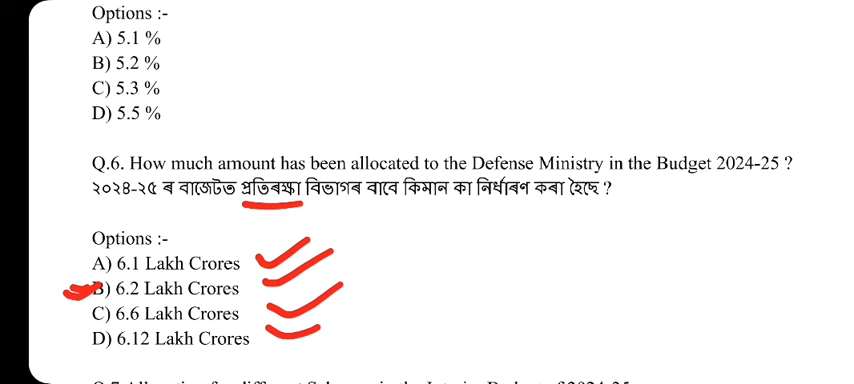 Options :-
A) 5.1 %
B) 5.2 %
C) 5.3 %
D) 5.5 %
Q.6. How much amount has been allocated to the Defense Ministry in the Budget 2024-25 ?
২০২৪-২৫ ৰ বাজেটত প্ৰতিৰক্ষা বিভাগৰ বাবে কিমান কা নিৰ্ধাৰণ কৰা হৈছে ?
Options :-
A) 6.1 Lakh Crores
B) 6.2 Lakh Crores
C) 6.6 Lakh Crores
D) 6.12 Lakh Crores